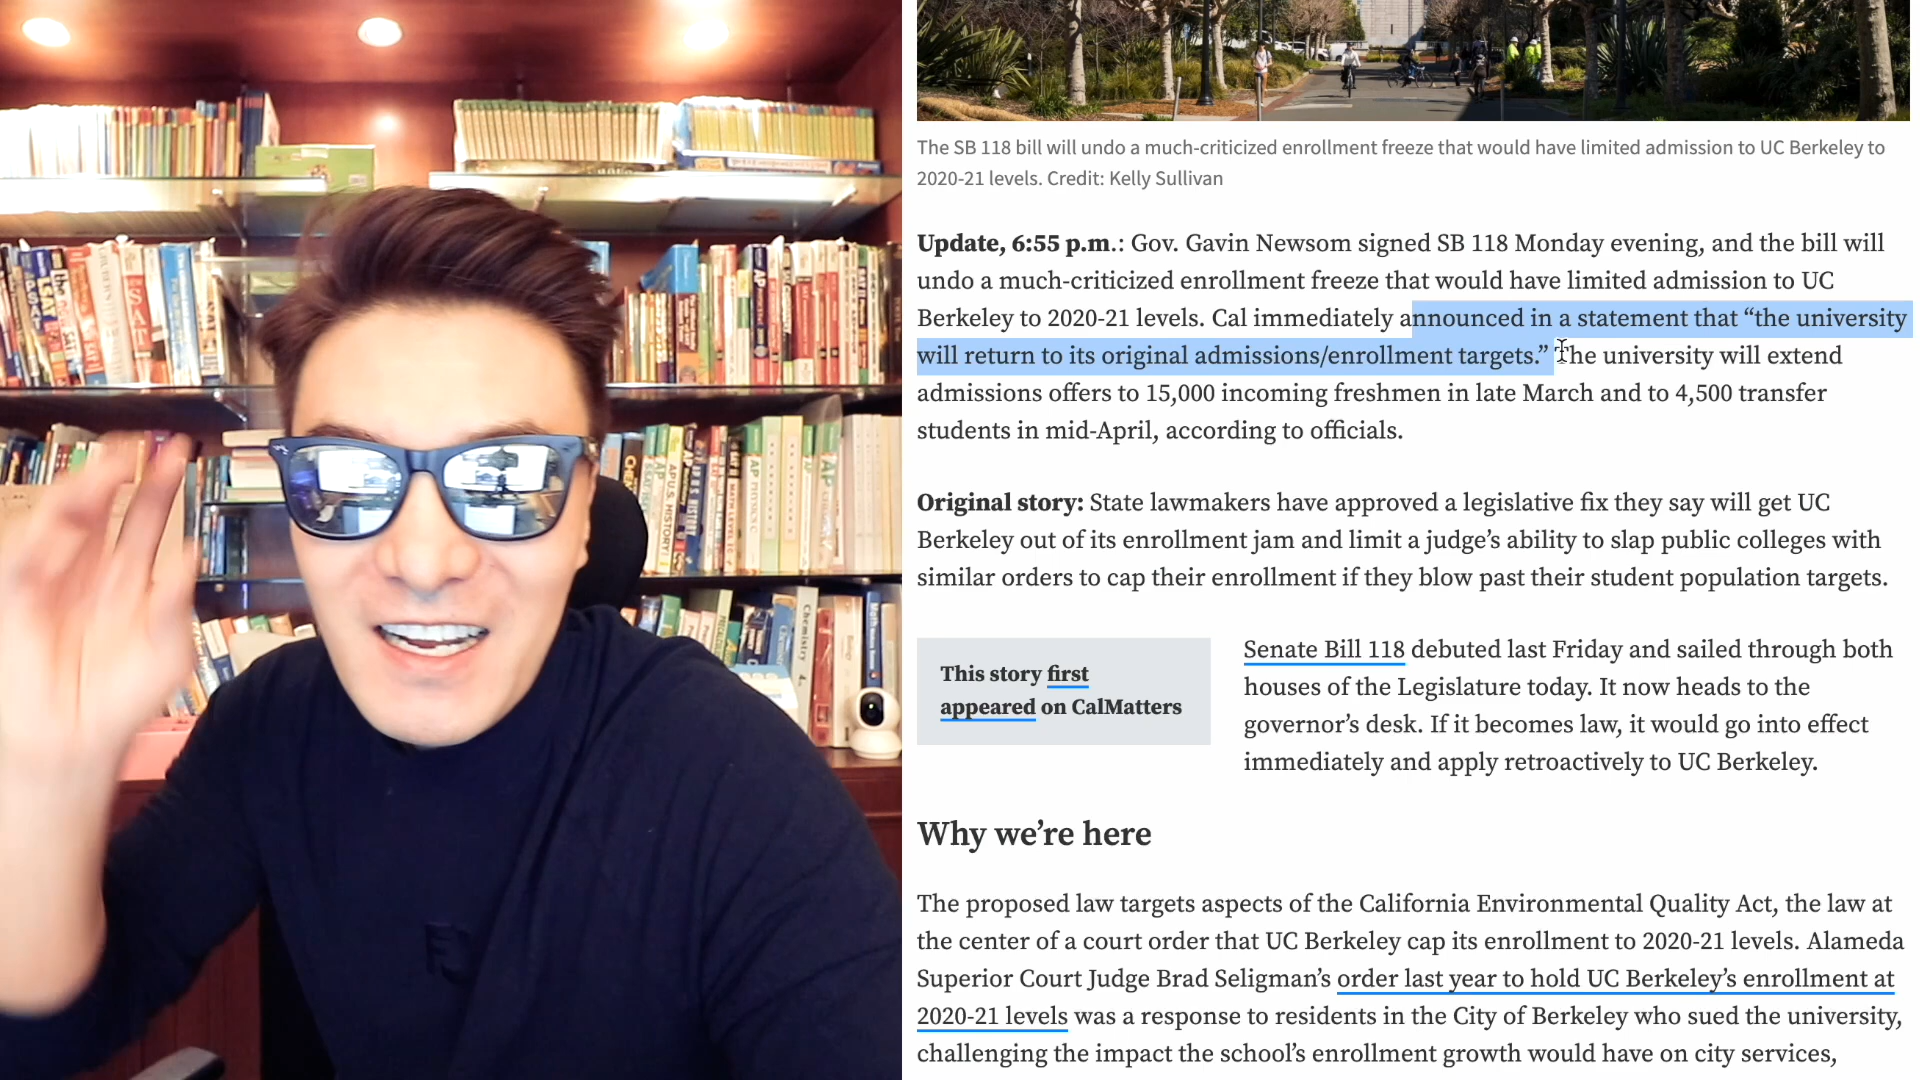 The SB 118 bill will undo a much-criticized enrollment freeze that would have limited admission to UC Berkeley to
2020-21 levels. Credit: Kelly Sullivan
Update, 6:55 p.m.: Gov. Gavin Newsom signed SB 118 Monday evening, and the bill will
undo a much-criticized enrollment freeze that would have limited admission to UC
Berkeley to 2020-21 levels. Cal immediately announced in a statement that “the university
will return to its original admissions/enrollment targets.” The university will extend
admissions offers to 15,000 incoming freshmen in late March and to 4,500 transfer
students in mid-April, according to officials.
Original story: State lawmakers have approved a legislative fix they say will get UC
Berkeley out of its enrollment jam and limit a judge’s ability to slap public colleges with
similar orders to cap their enrollment if they blow past their student population targets.
This story first
appeared on CalMatters
Senate Bill 118 debuted last Friday and sailed through both
houses of the Legislature today. It now heads to the
governor’s desk. If it becomes law, it would go into effect
immediately and apply retroactively to UC Berkeley.
Why we’re here
The proposed law targets aspects of the California Environmental Quality Act, the law at
the center of a court order that UC Berkeley cap its enrollment to 2020-21 levels. Alameda
Superior Court Judge Brad Seligman’s order last year to hold UC Berkeley’s enrollment at
2020-21 levels was a response to residents in the City of Berkeley who sued the university,
challenging the impact the school’s enrollment growth would have on city services,
SAT
PSAT
AP
AP
AP
AP U.S. HISTORY
AP
Chemistry